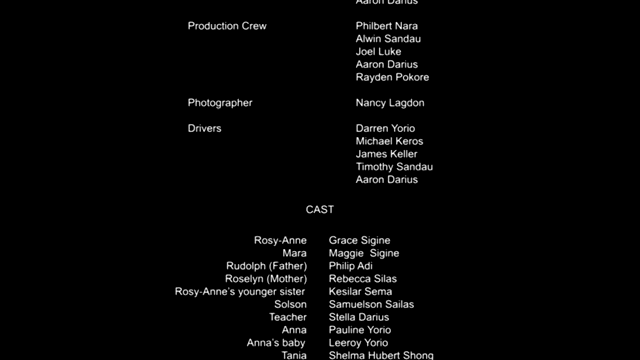 Aaron Darius
Production Crew Philbert Nara
Alwin Sandau
Joel Luke
Aaron Darius
Rayden Pokore
Photographer Nancy Lagdon
Drivers Darren Yorio
Michael Keros
James Keller
Timothy Sandau
Aaron Darius
CAST
Rosy-Anne Grace Sigine
Mara Maggie Sigine
Rudolph (Father) Philip Adi
Roselyn (Mother) Rebecca Silas
Rosy-Anne's younger sister Kesilar Sema
Solson Samuelson Sailas
Teacher Stella Darius
Anna Pauline Yorio
Anna's baby Leeroy Yorio
Tania Shelma Hubert Shong